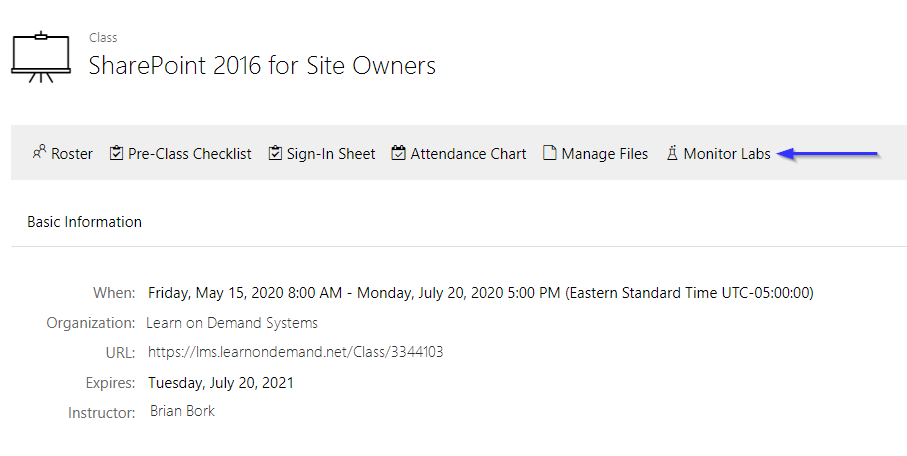 Class
SharePoint 2016 for Site Owners
Roster Pre-Class Checklist Sign-In Sheet Attendance Chart Manage Files Monitor Labs
Basic Information
When: Friday, May 15, 2020 8:00 AM - Monday, July 20, 2020 5:00 PM (Eastern Standard Time UTC-05:00:00)
Organization: Learn on Demand Systems
URL: https://lms.learnondemand.net/Class/3344103
Expires: Tuesday, July 20, 2021
Instructor: Brian Bork